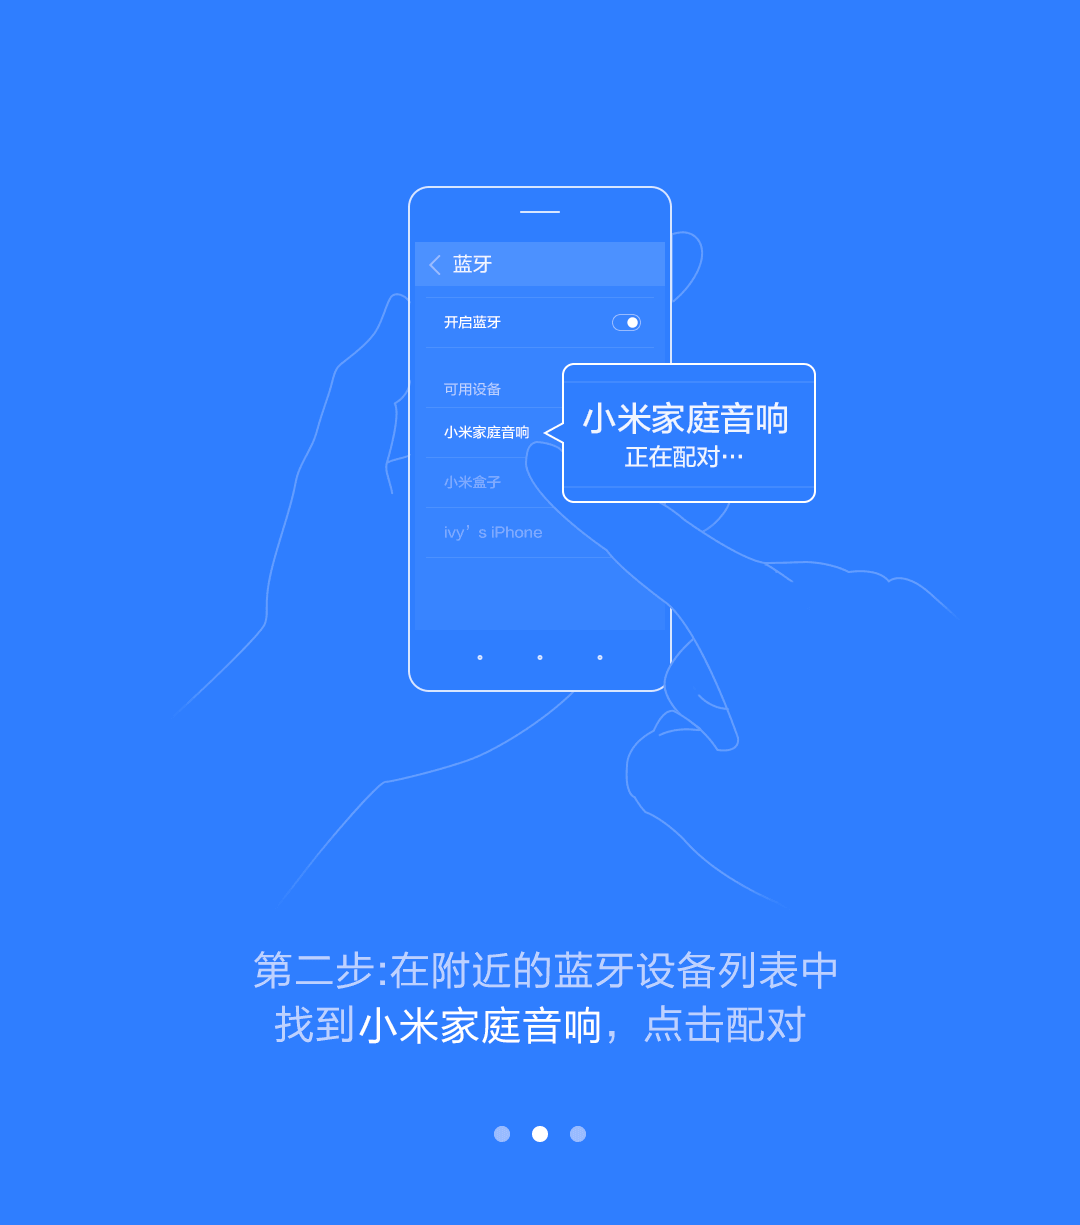 蓝牙
开启蓝牙
可用设备
小米家庭音响
小米家庭音响
正在配对···
小米盒子
ivy’s iPhone
第二步:在附近的蓝牙设备列表中
找到小米家庭音响，点击配对